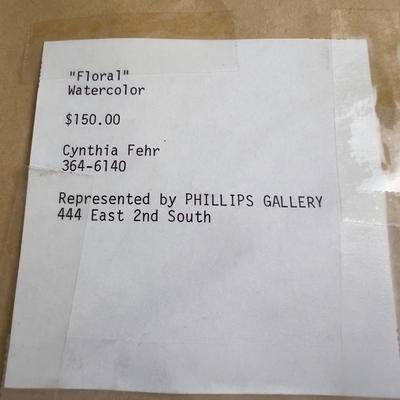 "Floral"
Watercolor
$150.00
Cynthia Fehr
364-6140
Represented by PHILLIPS GALLERY
444 East 2nd South